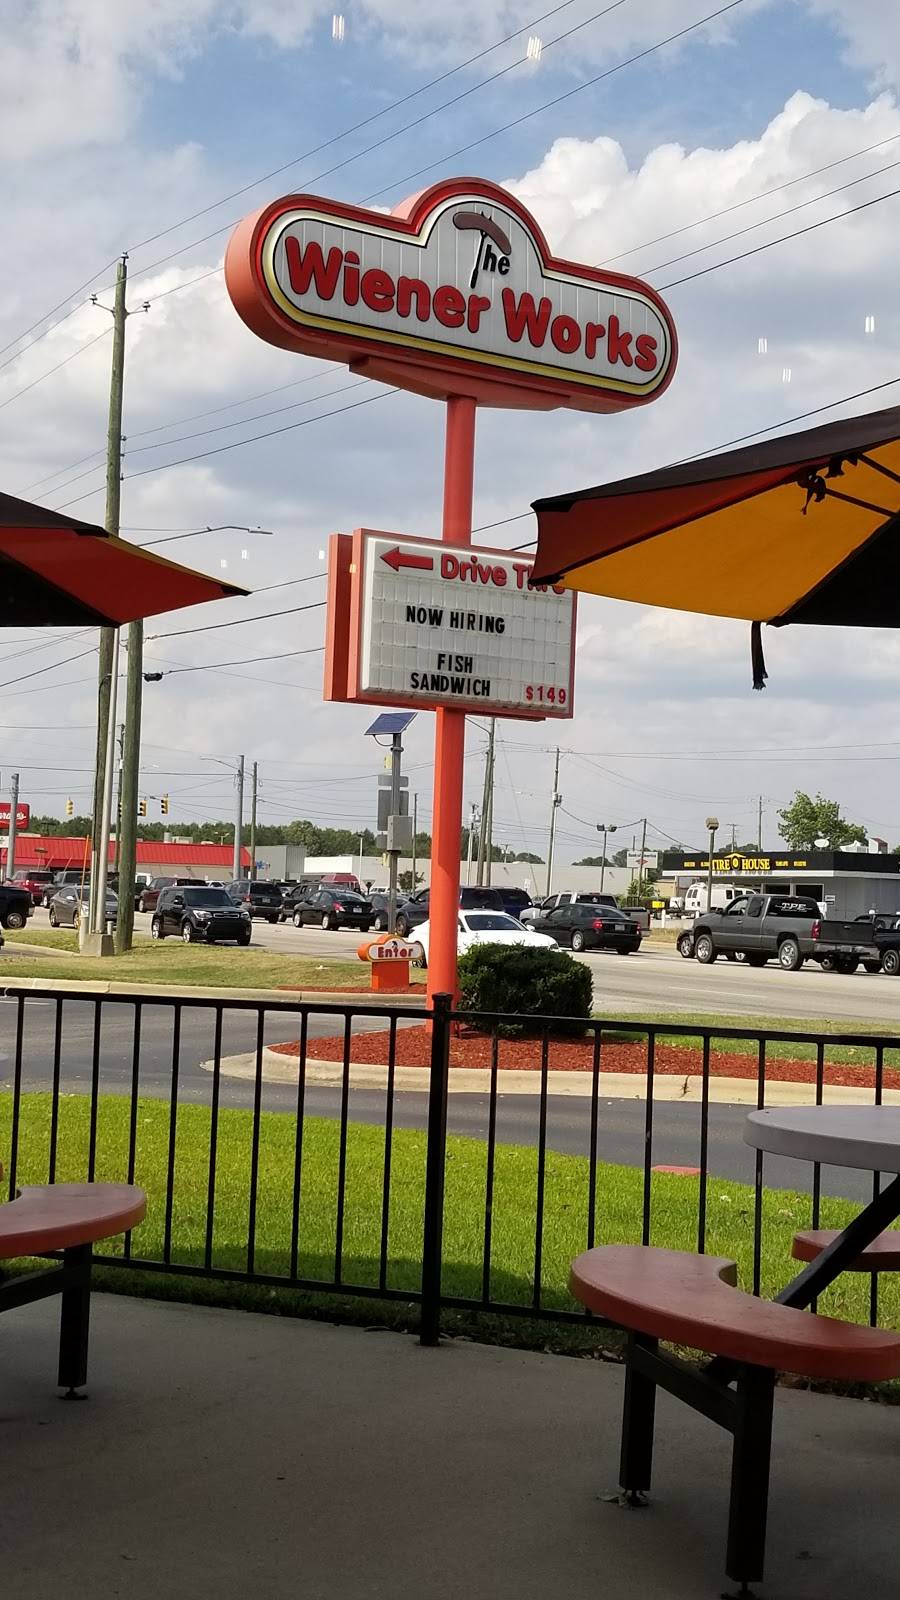 The
Wiener Works
Drive Thru
NOW HIRING
FISH
SANDWICH $149
Enter
TIRE HOUSE